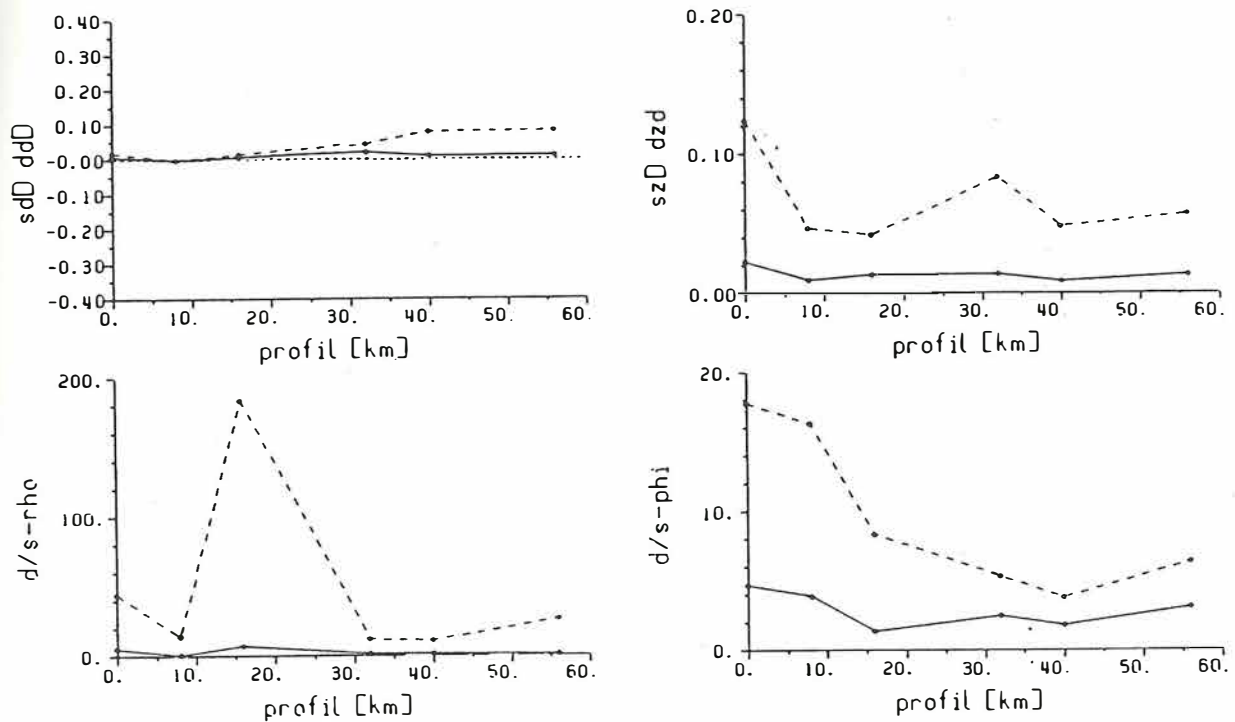 0.40
0.30
0.20
0.10
-0.00
-0.10
-0.20
-0.30
-0.40
sdD ddD
0. 10. 20. 30. 40. 50. 60.
profil [km]
0.20
0.10
0.00
szD dzd
0. 10. 20. 30. 40. 50. 60.
profil [km]
200.
100.
0.
d/s-rho
0. 10. 20. 30. 40. 50. 60.
profil [km]
20.
10.
0.
d/s-phi
0. 10. 20. 30. 40. 50. 60.
profil [km]